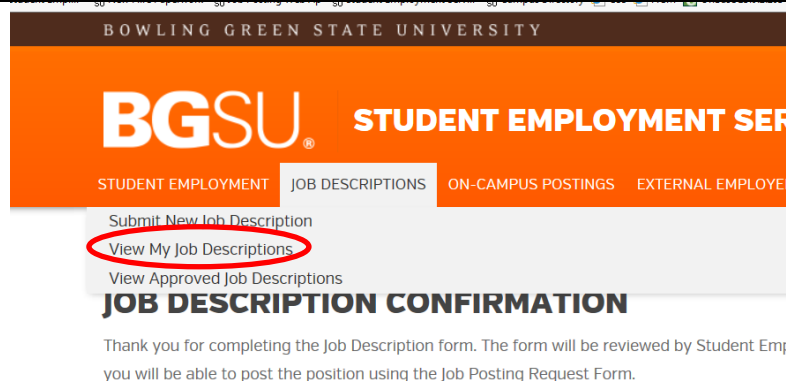 BOWLING GREEN STATE UNIVERSITY
BGSU®
STUDENT EMPLOYMENT SER
STUDENT EMPLOYMENT JOB DESCRIPTIONS ON-CAMPUS POSTINGS EXTERNAL EMPLOYE
Submit New Job Description
View My Job Descriptions
View Approved Job Descriptions
JOB DESCRIPTION CONFIRMATION
Thank you for completing the Job Description form. The form will be reviewed by Student Emp
you will be able to post the position using the Job Posting Request Form.